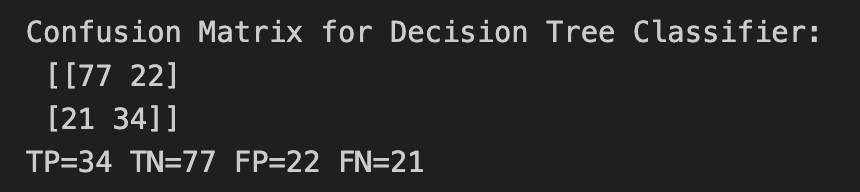 Confusion Matrix for Decision Tree Classifier:
[[77 22]
[21 34]]
TP=34 TN=77 FP=22 FN=21